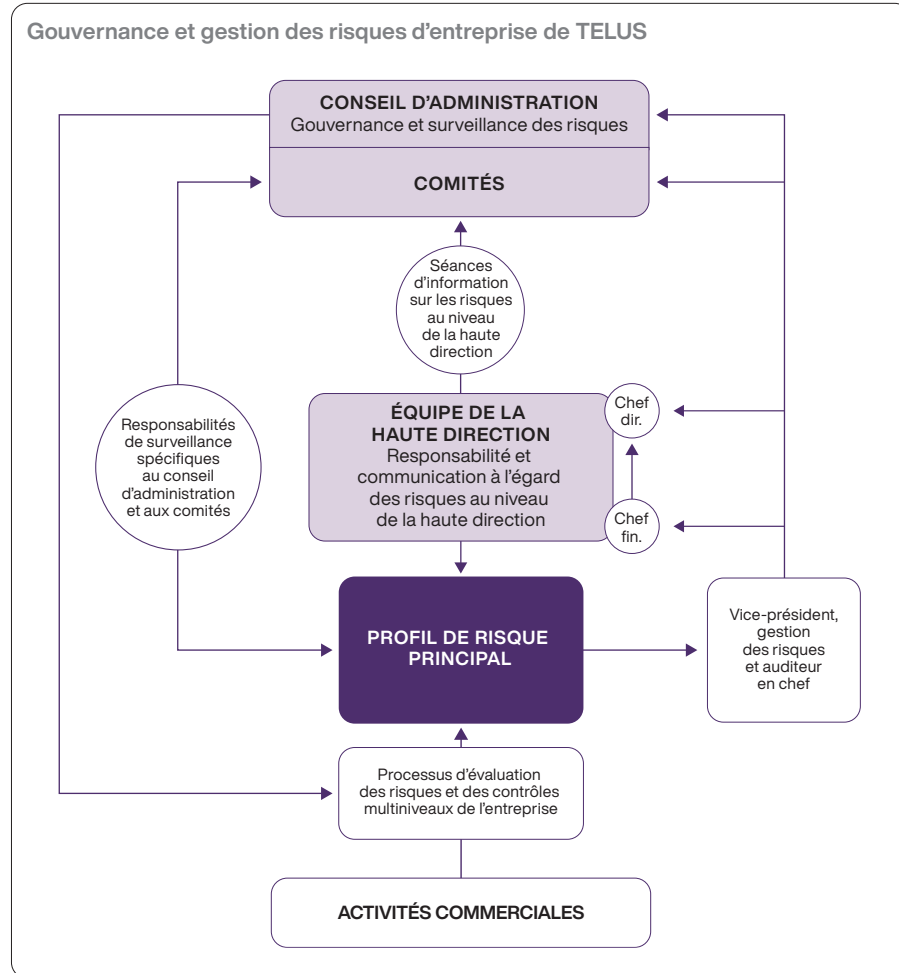 Gouvernance et gestion des risques d’entreprise de TELUS
CONSEIL D’ADMINISTRATION
Gouvernance et surveillance des risques
COMITÉS
Séances
d’information
sur les risques
au niveau
de la haute
direction
Responsabilités
de surveillance
spécifiques
au conseil
d’administration
et aux comités
ÉQUIPE DE LA
HAUTE DIRECTION
Responsabilité et
communication à l’égard
des risques au niveau
de la haute direction
Chef
dir.
Chef
fin.
PROFIL DE RISQUE
PRINCIPAL
Vice-président,
gestion
des risques
et auditeur
en chef
Processus d’évaluation
des risques et des contrôles
multiniveaux de l’entreprise
ACTIVITÉS COMMERCIALES